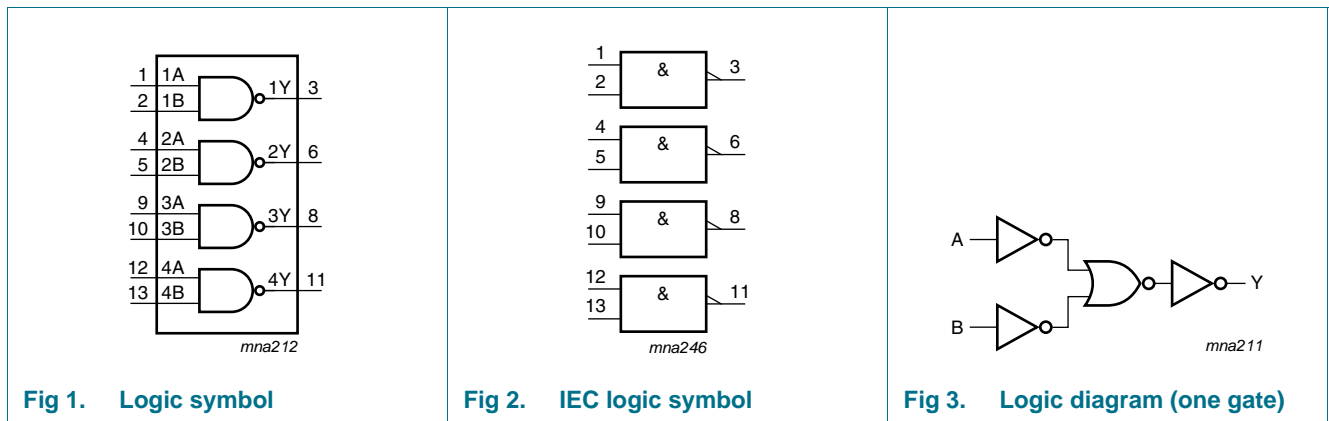 1 1A 1Y 3
2 1B
4 2A 2Y 6
5 2B
9 3A 3Y 8
10 3B
12 4A 4Y 11
13 4B
mna212
Fig 1. Logic symbol
1 & 3
2
4 & 6
5
9 & 8
10
12 & 11
13
mna246
Fig 2. IEC logic symbol
A
Y
B
mna211
Fig 3. Logic diagram (one gate)